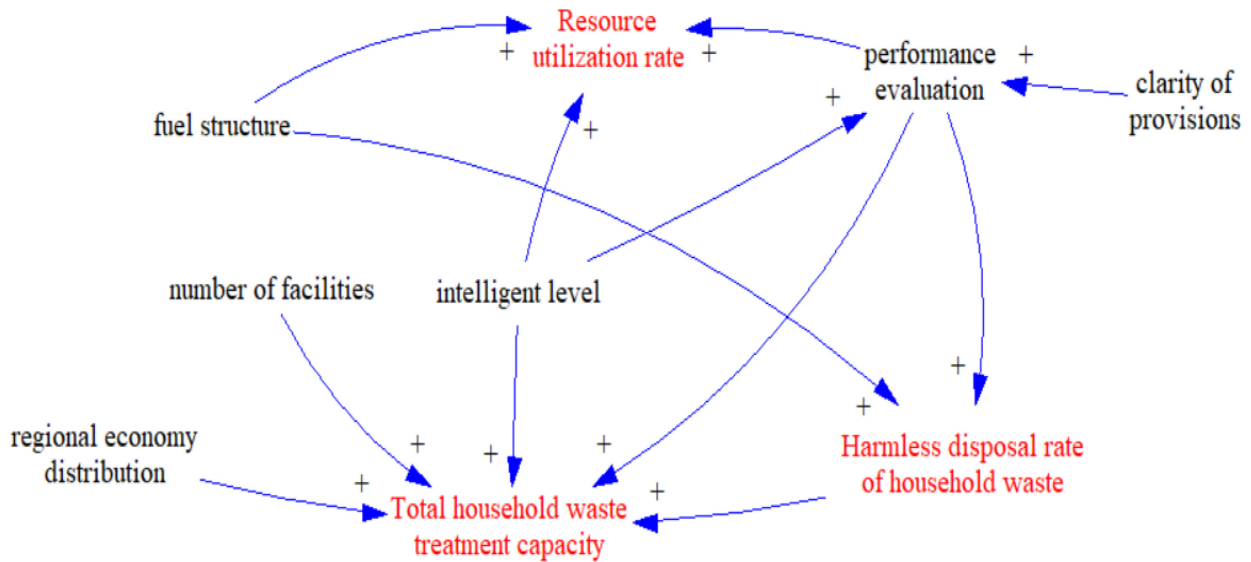 Resource
utilization rate
+
+
performance
evaluation
+
clarity of
provisions
+
fuel structure
+
number of facilities
intelligent level
+
+
regional economy
distribution
+
+
+
+
+
Harmless disposal rate
of household waste
Total household waste
treatment capacity